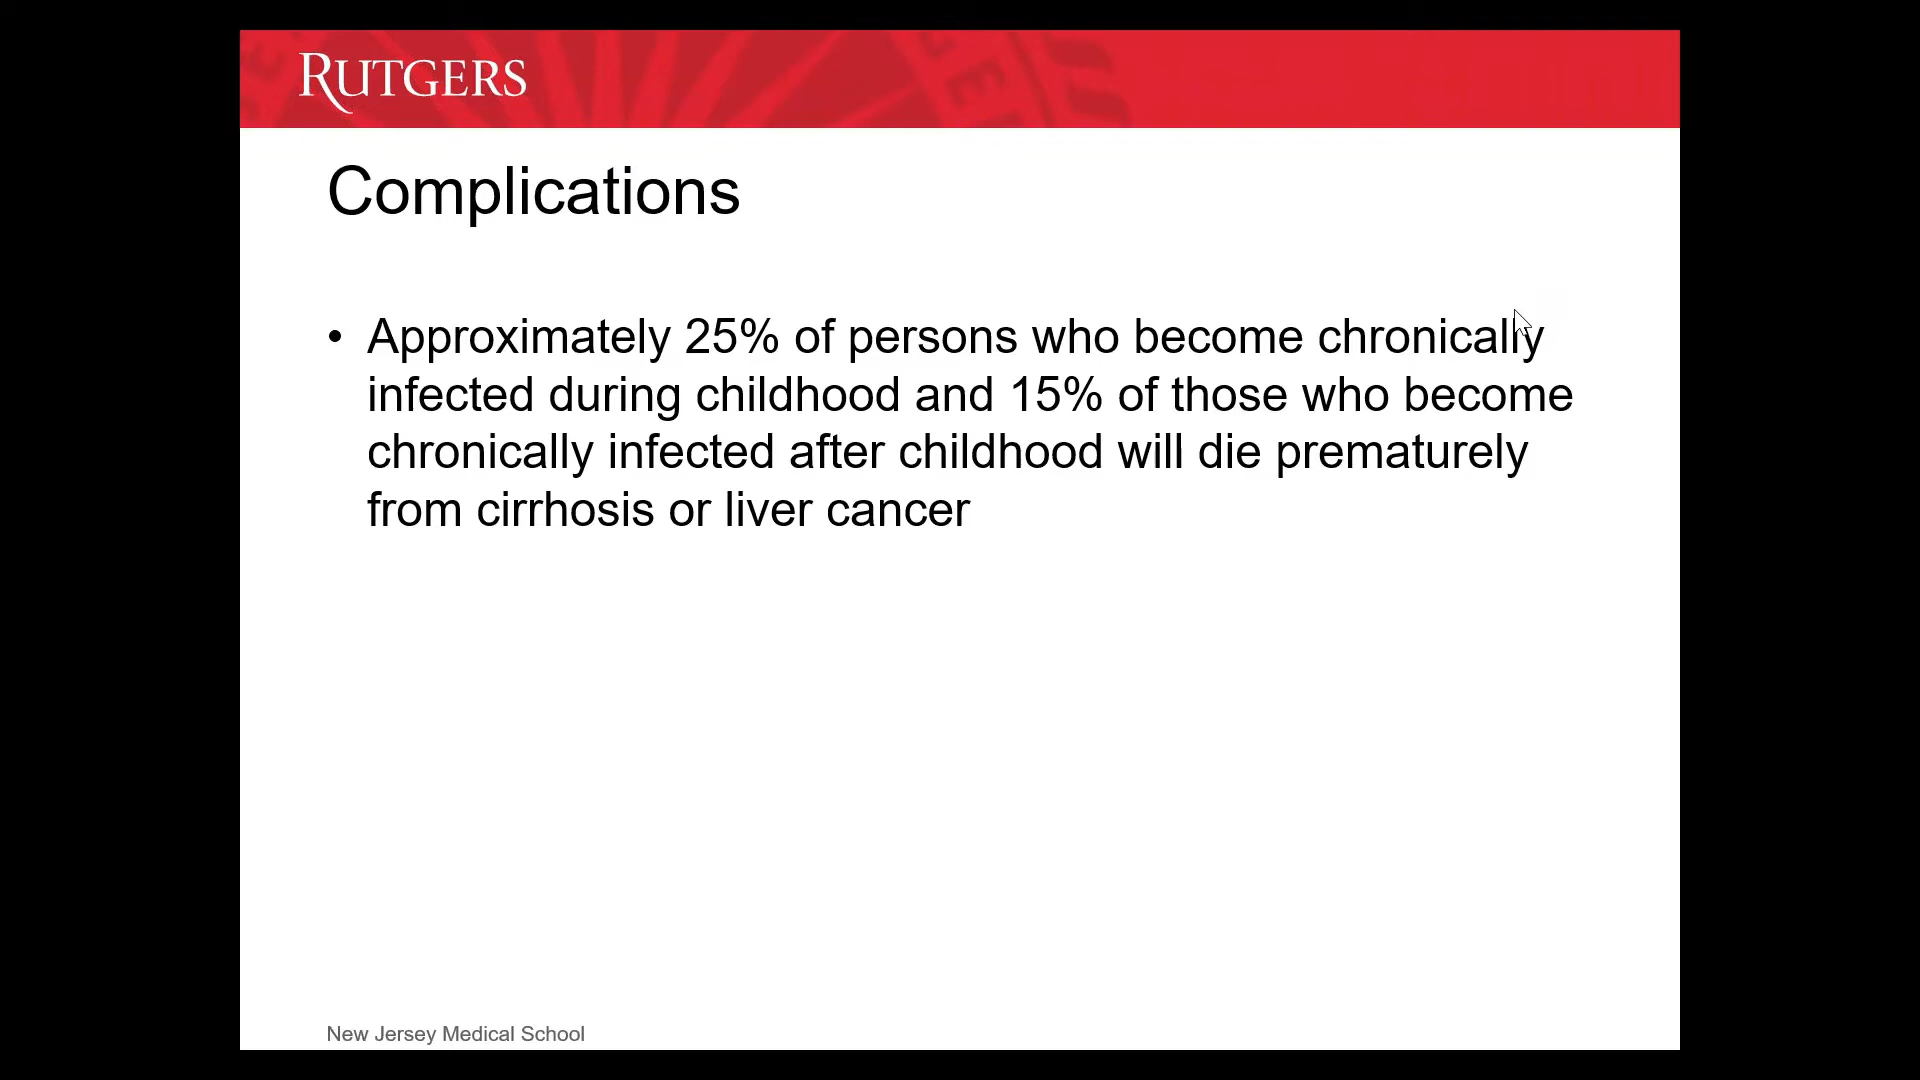 RUTGERS
Complications
• Approximately 25% of persons who become chronically
infected during childhood and 15% of those who become
chronically infected after childhood will die prematurely
from cirrhosis or liver cancer
New Jersey Medical School